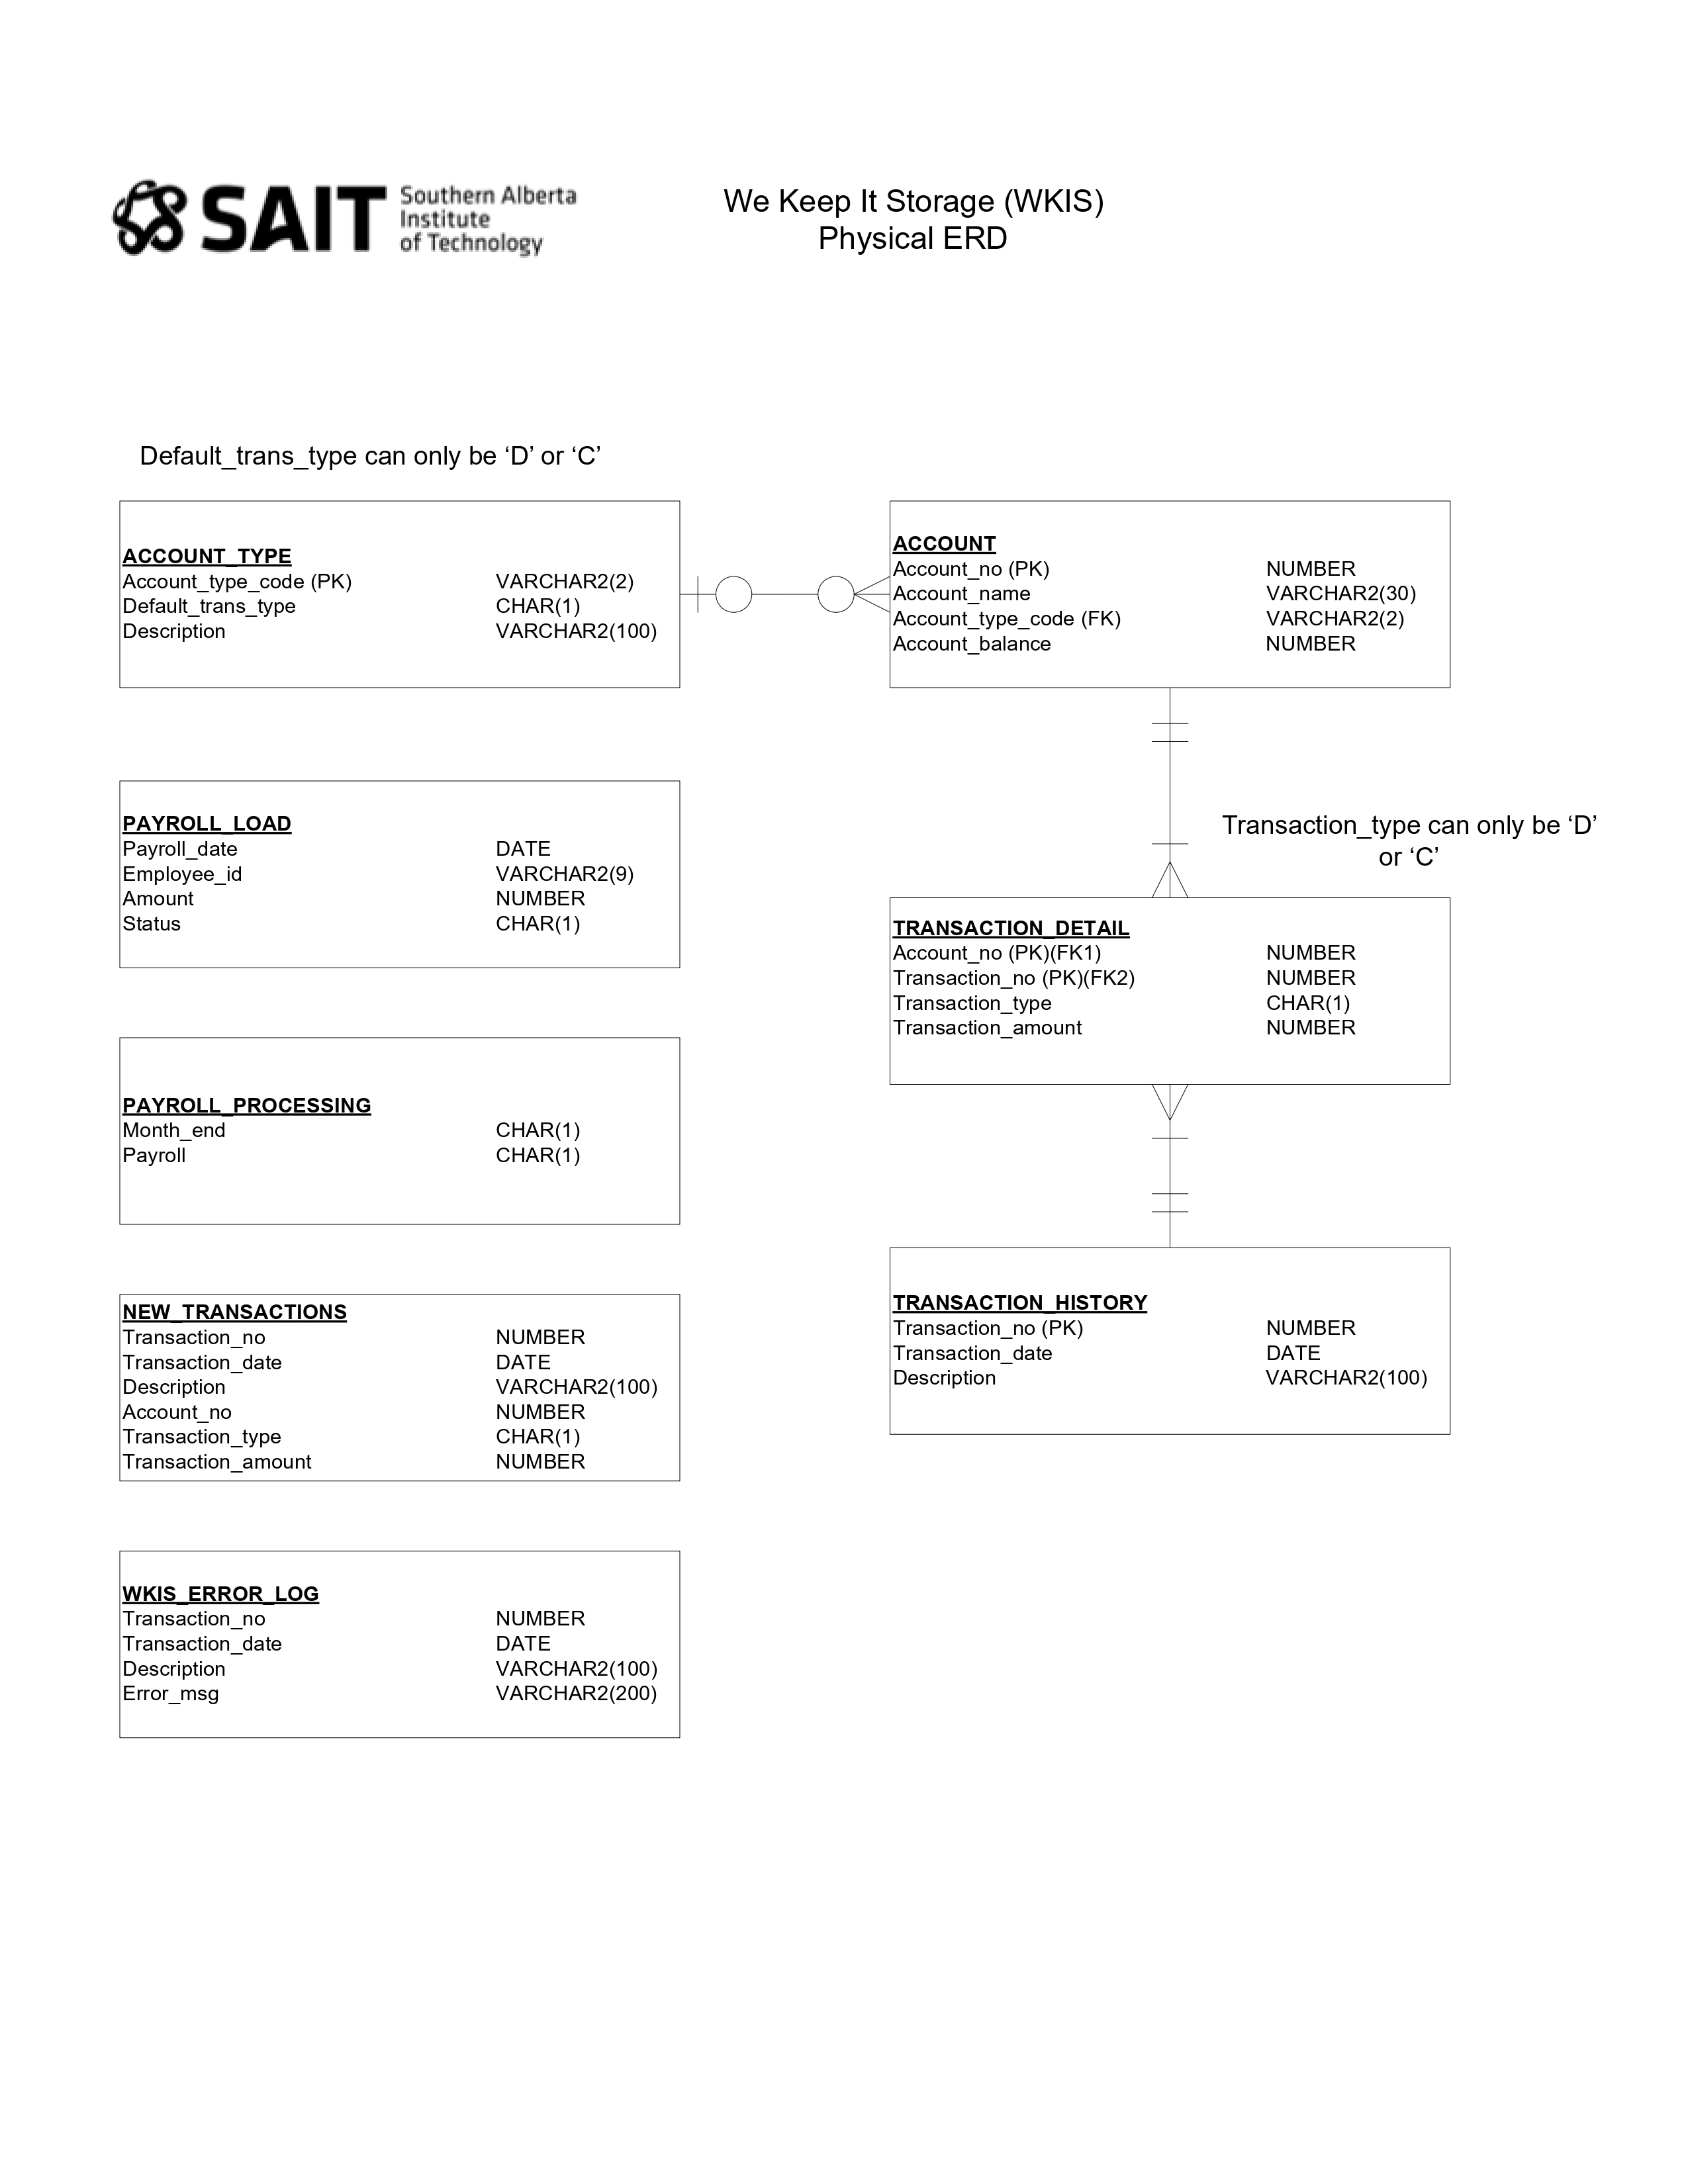 SAIT
Southern Alberta
Institute
of Technology
We Keep It Storage (WKIS)
Physical ERD
Default_trans_type can only be ‘D’ or ‘C’
ACCOUNT_TYPE
Account_type_code (PK) VARCHAR2(2)
Default_trans_type CHAR(1)
Description VARCHAR2(100)
ACCOUNT
Account_no (PK) NUMBER
Account_name VARCHAR2(30)
Account_type_code (FK) VARCHAR2(2)
Account_balance NUMBER
PAYROLL_LOAD
Payroll_date DATE
Employee_id VARCHAR2(9)
Amount NUMBER
Status CHAR(1)
Transaction_type can only be ‘D’
or ‘C’
TRANSACTION_DETAIL
Account_no (PK)(FK1) NUMBER
Transaction_no (PK)(FK2) NUMBER
Transaction_type CHAR(1)
Transaction_amount NUMBER
PAYROLL_PROCESSING
Month_end CHAR(1)
Payroll CHAR(1)
NEW_TRANSACTIONS
Transaction_no NUMBER
Transaction_date DATE
Description VARCHAR2(100)
Account_no NUMBER
Transaction_type CHAR(1)
Transaction_amount NUMBER
TRANSACTION_HISTORY
Transaction_no (PK) NUMBER
Transaction_date DATE
Description VARCHAR2(100)
WKIS_ERROR_LOG
Transaction_no NUMBER
Transaction_date DATE
Description VARCHAR2(100)
Error_msg VARCHAR2(200)